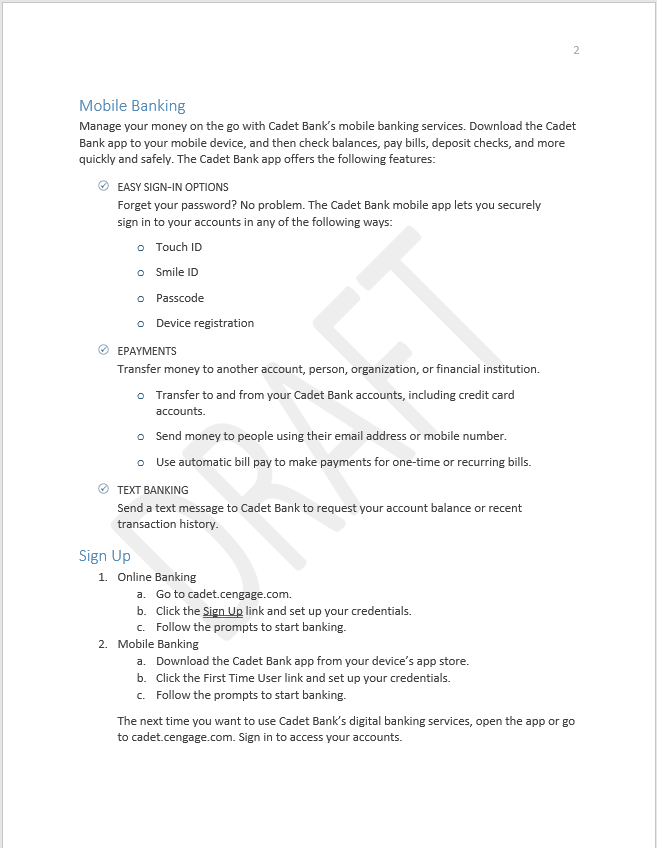 2
Mobile Banking
Manage your money on the go with Cadet Bank's mobile banking services. Download the Cadet
Bank app to your mobile device, and then check balances, pay bills, deposit checks, and more
quickly and safely. The Cadet Bank app offers the following features:
EASY SIGN-IN OPTIONS
Forget your password? No problem. The Cadet Bank mobile app lets you securely
sign in to your accounts in any of the following ways:
o Touch ID
o Smile ID
o Passcode
o Device registration
EPAYMENTS
Transfer money to another account, person, organization, or financial institution.
o Transfer to and from your Cadet Bank accounts, including credit card
accounts.
o Send money to people using their email address or mobile number.
o Use automatic bill pay to make payments for one-time or recurring bills.
TEXT BANKING
Send a text message to Cadet Bank to request your account balance or recent
transaction history.
Sign Up
1. Online Banking
a. Go to cadet.cengage.com.
b. Click the Sign Up link and set up your credentials.
c. Follow the prompts to start banking.
2. Mobile Banking
a. Download the Cadet Bank app from your device's app store.
b. Click the First Time User link and set up your credentials.
c. Follow the prompts to start banking.
The next time you want to use Cadet Bank's digital banking services, open the app or go
to cadet.cengage.com. Sign in to access your accounts.
DRAFT